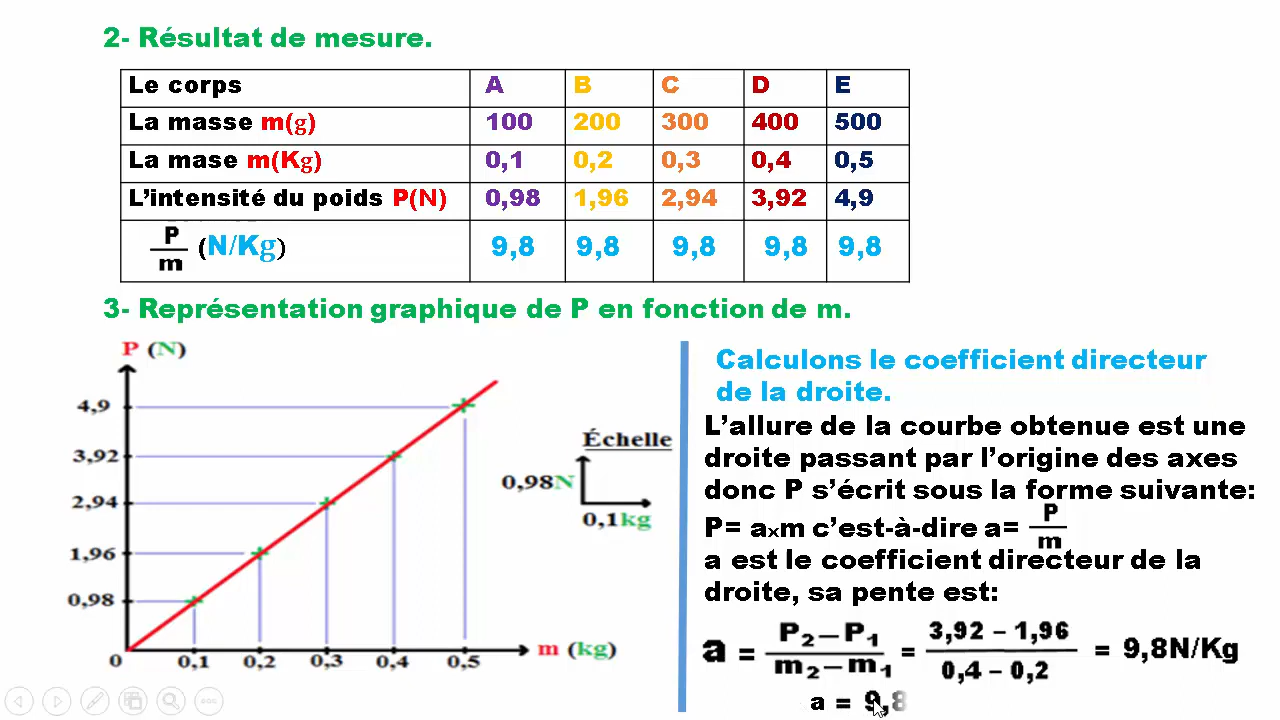 2- Résultat de mesure.
Le corps A B C D E
La masse m(g) 100 200 300 400 500
La mase m(Kg) 0,1 0,2 0,3 0,4 0,5
L’intensité du poids P(N) 0,98 1,96 2,94 3,92 4,9
P/m (N/Kg) 9,8 9,8 9,8 9,8 9,8
3- Représentation graphique de P en fonction de m.
P (N)
4,9
3,92
2,94
1,96
0,98
0 0,1 0,2 0,3 0,4 0,5 m (kg)
Échelle
0,98N
0,1kg
Calculons le coefficient directeur
de la droite.
L’allure de la courbe obtenue est une
droite passant par l’origine des axes
donc P s’écrit sous la forme suivante:
P= axm c’est-à-dire a= P/m
a est le coefficient directeur de la
droite, sa pente est:
a = P2−P1/m2−m1 = 3,92 − 1,96/0,4 − 0,2 = 9,8N/Kg
a = 9,8